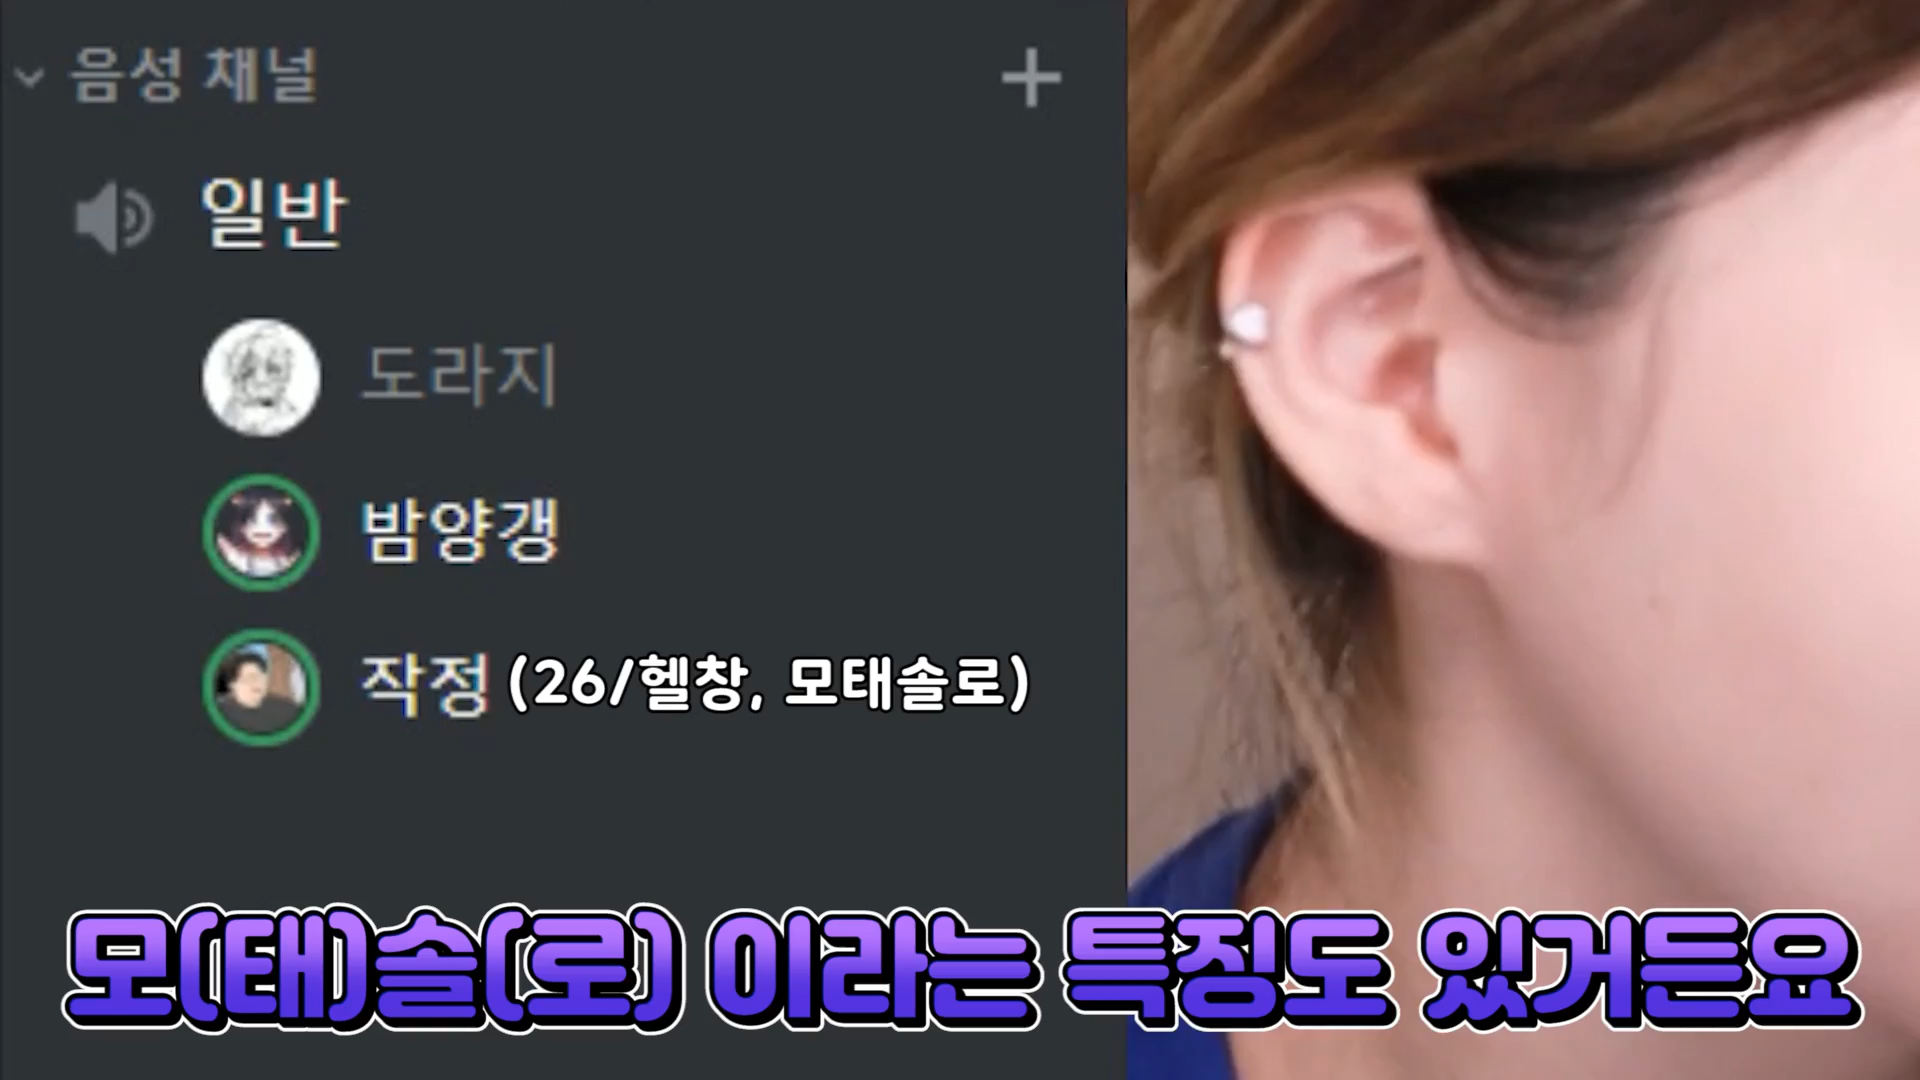 음성 채널
일반
도라지
밤양갱
작정 (26/헬창, 모태솔로)
모(태)솔(로) 이라는 특징도 있거든요